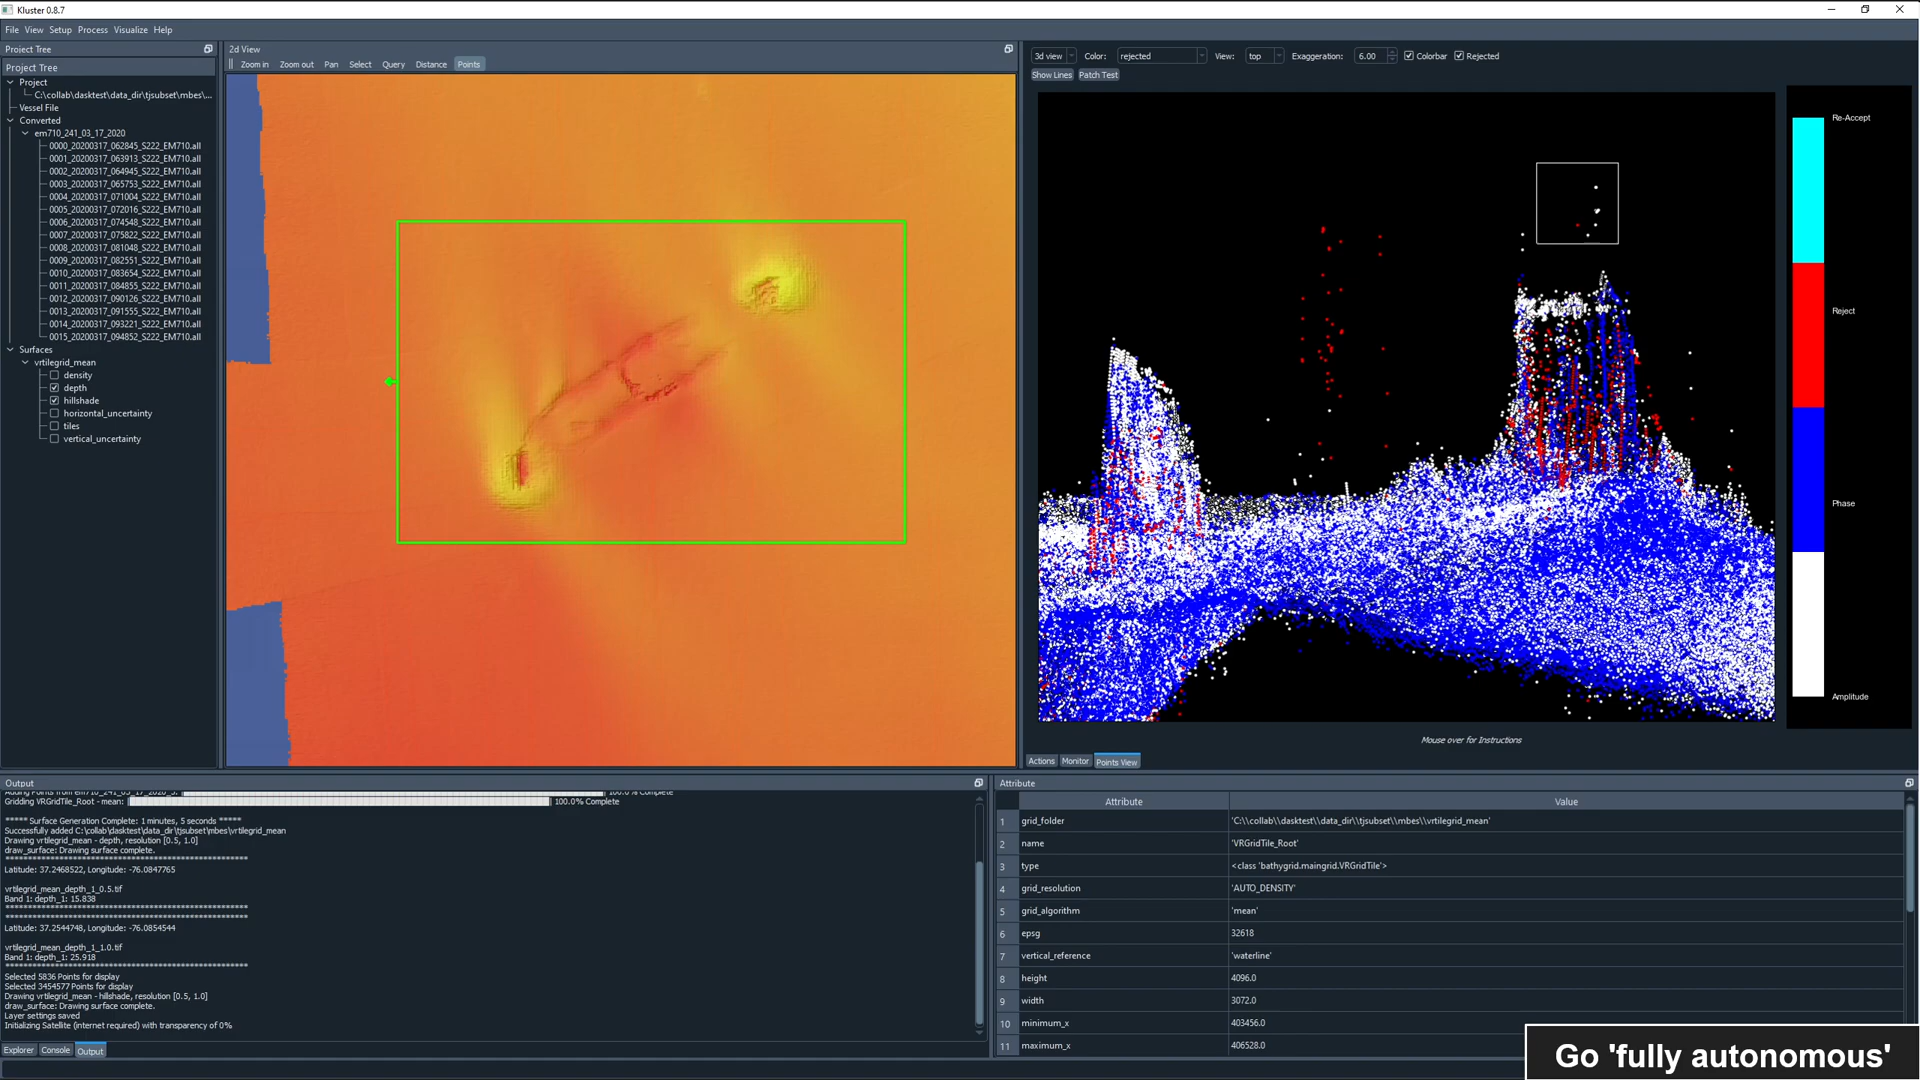 Kluster 0.8.7
File View Setup Process Visualize Help
Project Tree
Project Tree
Project
C:\collab\dasktest\data_dir\tjsubset\mbes\...
Vessel File
Converted
em710_241_03_17_2020
0000_20200317_062845_S222_EM710.all
0001_20200317_063913_S222_EM710.all
0002_20200317_064945_S222_EM710.all
0003_20200317_065753_S222_EM710.all
0004_20200317_071004_S222_EM710.all
0005_20200317_072016_S222_EM710.all
0006_20200317_074548_S222_EM710.all
0007_20200317_075822_S222_EM710.all
0008_20200317_081048_S222_EM710.all
0009_20200317_082551_S222_EM710.all
0010_20200317_083654_S222_EM710.all
0011_20200317_084855_S222_EM710.all
0012_20200317_090126_S222_EM710.all
0013_20200317_091555_S222_EM710.all
0014_20200317_093221_S222_EM710.all
0015_20200317_094852_S222_EM710.all
Surfaces
vrtilegrid_mean
density
depth
hillshade
horizontal_uncertainty
tiles
vertical_uncertainty
2d View
Zoom in Zoom out Pan Select Query Distance Points
3d view Color: rejected View: top Exaggeration: 6.00 Colorbar Rejected
Show Lines Patch Test
Re-Accept
Reject
Phase
Amplitude
Mouse over for Instructions
Actions Monitor Points View
Output
100.0% Complete
Gridding VRGridTile_Root - mean: 100.0% Complete
***** Surface Generation Complete: 1 minutes, 5 seconds *****
Successfully added C:\collab\dasktest\data_dir\tjsubset\mbes\vrtilegrid_mean
Drawing vrtilegrid_mean - depth, resolution [0.5, 1.0]
draw_surface: Drawing surface complete.
Latitude: 37.2468522, Longitude: -76.0847765
vrtilegrid_mean_depth_1_0.5.tif
Band 1: depth_1: 15.838
Latitude: 37.2544748, Longitude: -76.0854544
vrtilegrid_mean_depth_1_1.0.tif
Band 1: depth_1: 25.918
Selected 5836 Points for display
Selected 3454577 Points for display
Drawing vrtilegrid_mean - hillshade, resolution [0.5, 1.0]
draw_surface: Drawing surface complete.
Layer settings saved
Initializing Satellite (internet required) with transparency of 0%
Explorer Console Output
Attribute
Attribute Value
1 grid_folder 'C:\\collab\\dasktest\\data_dir\\tjsubset\\mbes\\vrtilegrid_mean'
2 name 'VRGridTile_Root'
3 type <class 'bathygrid.maingrid.VRGridTile'>
4 grid_resolution 'AUTO_DENSITY'
5 grid_algorithm 'mean'
6 epsg 32618
7 vertical_reference 'waterline'
8 height 4096.0
9 width 3072.0
10 minimum_x 403456.0
11 maximum_x 406528.0
Go 'fully autonomous'